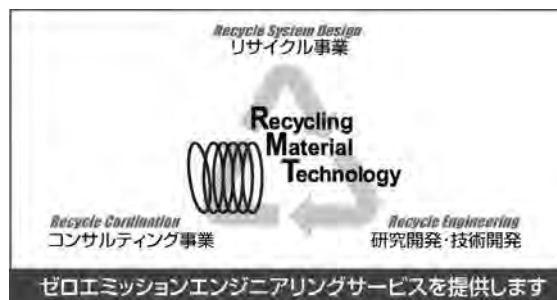 Recycle System Design
リサイクル事業
Recycling
Material
Technology
Recycle Cordination
コンサルティング事業
Recycle Engineering
研究開発・技術開発
ゼロエミッションエンジニアリングサービスを提供します